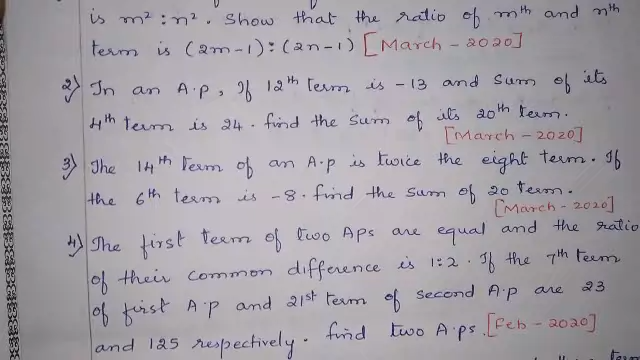 is m² : n². Show that the ratio of mth and nth
term is (2m-1) : (2n-1) [March - 2020]
2) In an A.p, If 12th term is -13 and sum of its
4th term is 24. find the sum of its 20th term.
[March - 2020]
3) The 14th term of an A.p is twice the eight term. If
the 6th term is -8. find the sum of 20 term.
[March - 2020]
4) The first term of two Aps are equal and the ratio
of their common difference is 1:2. If the 7th term
of first A.p and 21st term of second A.p are 23
and 125 respectively. find two A.ps. [Feb - 2020]